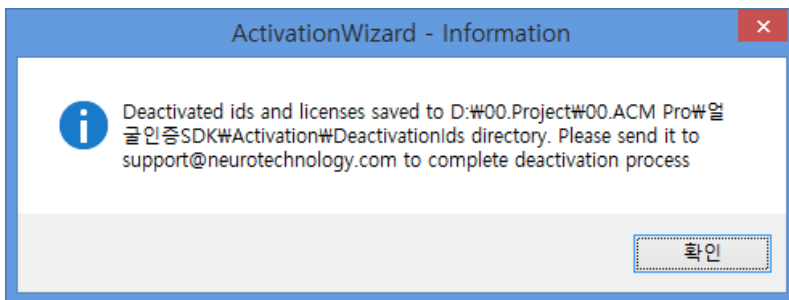 ActivationWizard - Information
Deactivated ids and licenses saved to D:₩00.Project₩00.ACM Pro₩얼
굴인증SDK₩Activation₩DeactivationIds directory. Please send it to
support@neurotechnology.com to complete deactivation process
확인